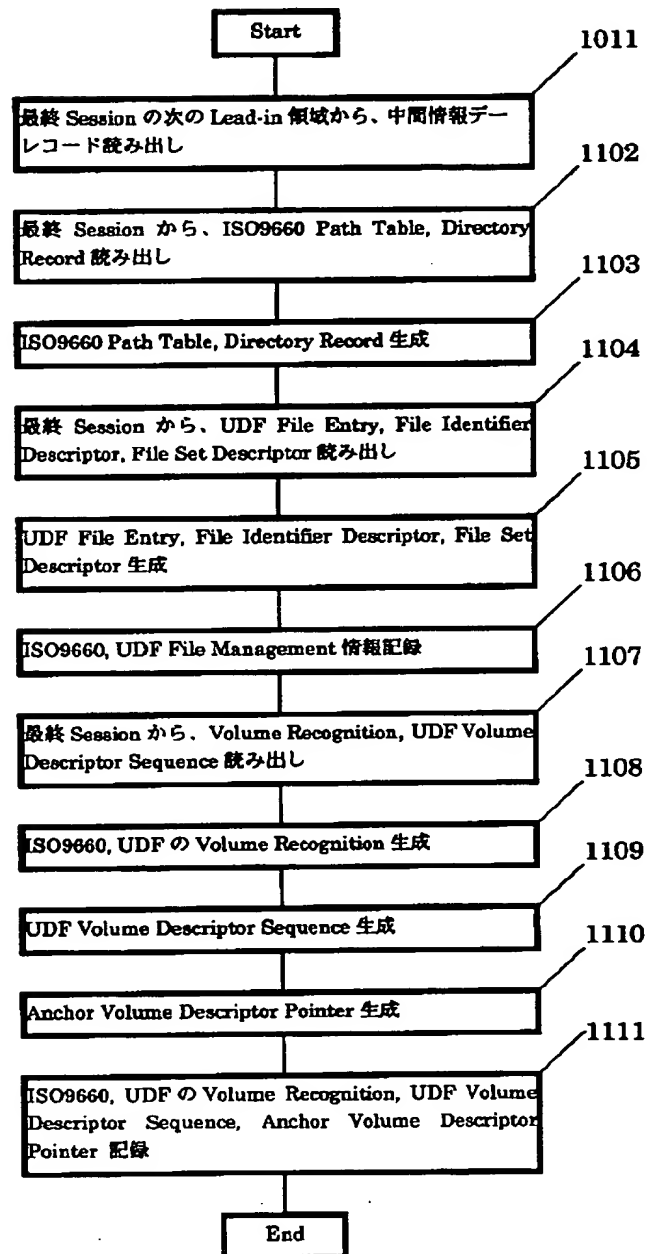 Start
1011
最終 Session の次の Lead-in 領域から、中間情報デー
レコード読み出し
1102
最終 Session から、ISO9660 Path Table, Directory
Record 読み出し
1103
ISO9660 Path Table, Directory Record 生成
1104
最終 Session から、UDF File Entry, File Identifier
Descriptor, File Set Descriptor 読み出し
1105
UDF File Entry, File Identifier Descriptor, File Set
Descriptor 生成
1106
ISO9660, UDF File Management 情報記録
1107
最終 Session から、Volume Recognition, UDF Volume
Descriptor Sequence 読み出し
1108
ISO9660, UDF の Volume Recognition 生成
1109
UDF Volume Descriptor Sequence 生成
1110
Anchor Volume Descriptor Pointer 生成
1111
ISO9660, UDF の Volume Recognition, UDF Volume
Descriptor Sequence, Anchor Volume Descriptor
Pointer 記録
End